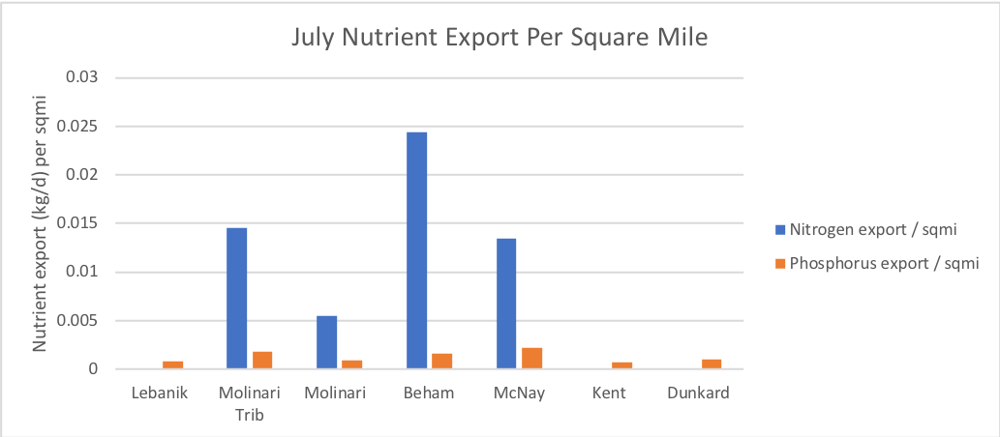 July Nutrient Export Per Square Mile
Nutrient export (kg/d) per sqmi
0.03
0.025
0.02
0.015
0.01
0.005
0
Lebanik
Molinari Trib
Molinari
Beham
McNay
Kent
Dunkard
Nitrogen export / sqmi
Phosphorus export / sqmi